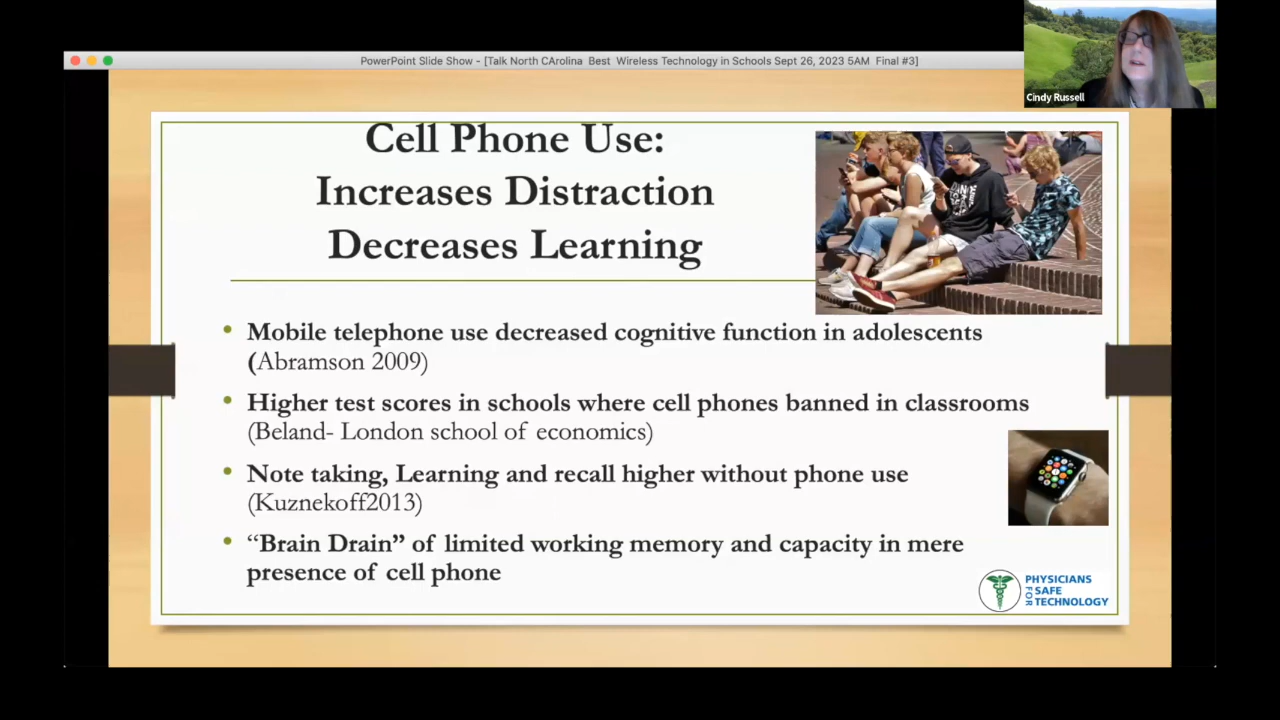 PowerPoint Slide Show - [Talk North CArolina Best Wireless Technology in Schools Sept 26, 2023 5AM Final #3]
Cindy Russell
Cell Phone Use:
Increases Distraction
Decreases Learning
• Mobile telephone use decreased cognitive function in adolescents
(Abramson 2009)
• Higher test scores in schools where cell phones banned in classrooms
(Beland- London school of economics)
• Note taking, Learning and recall higher without phone use
(Kuznekoff2013)
• “Brain Drain” of limited working memory and capacity in mere
presence of cell phone
PHYSICIANS
FOR SAFE
TECHNOLOGY